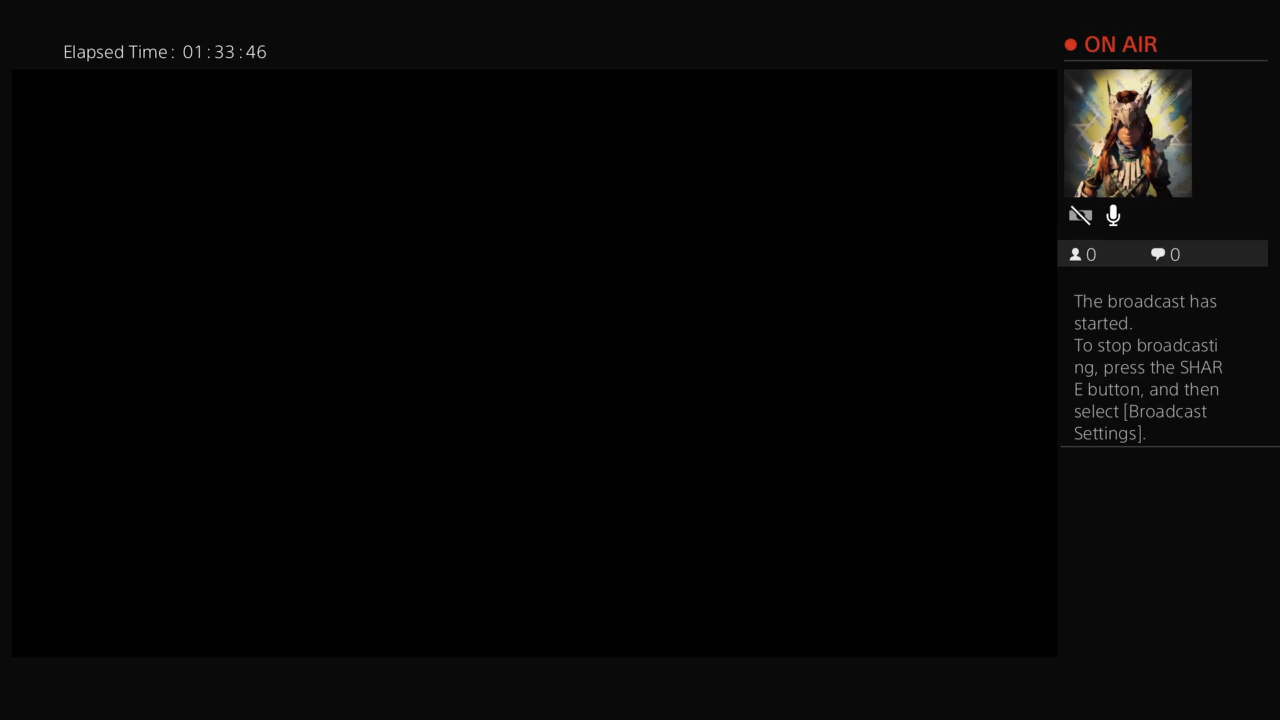 Elapsed Time: 01:33:46
ON AIR
0 0
The broadcast has
started.
To stop broadcasti
ng, press the SHAR
E button, and then
select [Broadcast
Settings].